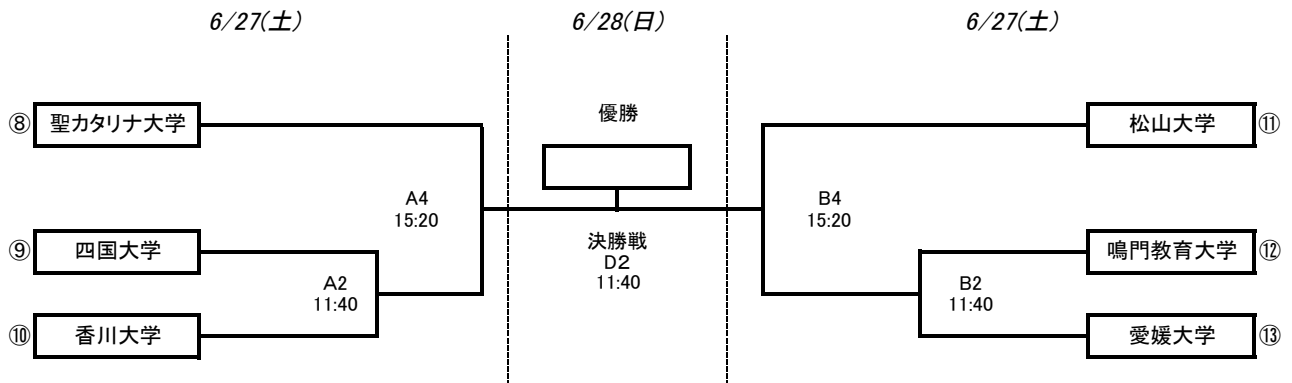 6/27(土)
6/28(日)
6/27(土)
⑧ 聖カタリナ大学
優勝
松山大学 ⑪
A4
15:20
B4
15:20
⑨ 四国大学
決勝戦
D2
11:40
鳴門教育大学 ⑫
A2
11:40
B2
11:40
⑩ 香川大学
愛媛大学 ⑬